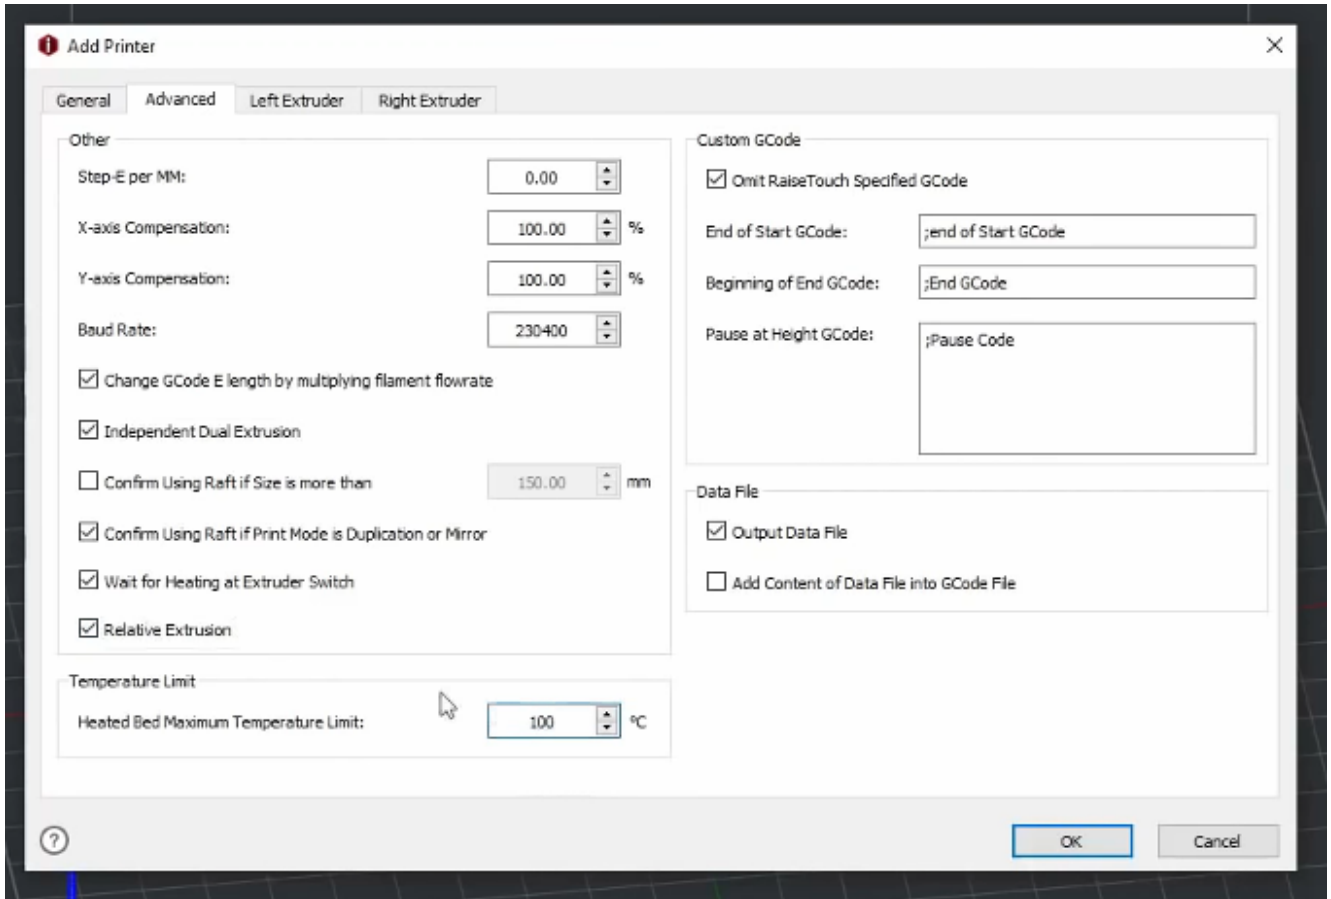 Add Printer
General Advanced Left Extruder Right Extruder
Other
Step-E per MM: 0.00
X-axis Compensation: 100.00 %
Y-axis Compensation: 100.00 %
Baud Rate: 230400
Change GCode E length by multiplying filament flowrate
Independent Dual Extrusion
Confirm Using Raft if Size is more than 150.00 mm
Confirm Using Raft if Print Mode is Duplication or Mirror
Wait for Heating at Extruder Switch
Relative Extrusion
Temperature Limit
Heated Bed Maximum Temperature Limit: 100 °C
Custom GCode
Omit RaiseTouch Specified GCode
End of Start GCode: ;end of Start GCode
Beginning of End GCode: ;End GCode
Pause at Height GCode: ;Pause Code
Data File
Output Data File
Add Content of Data File into GCode File
?
OK Cancel